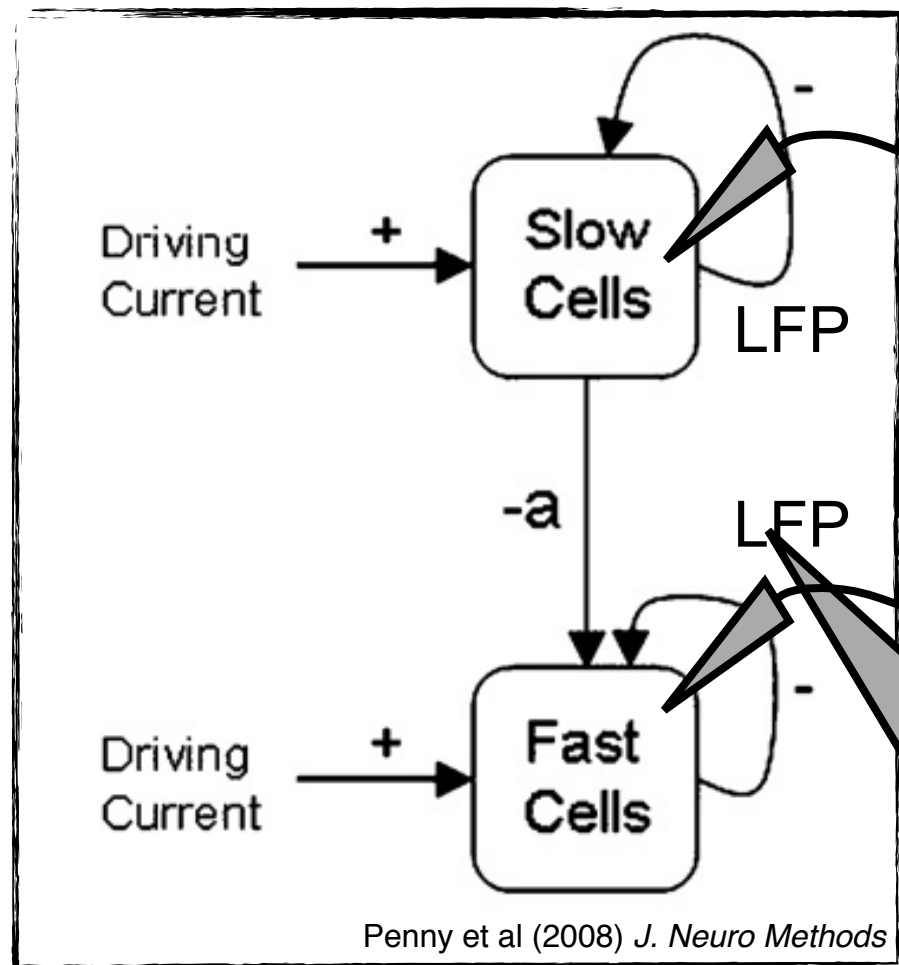 -
Driving
Current
+
Slow
Cells
LFP
-a
LFP
Driving
Current
+
Fast
Cells
-
Penny et al (2008) J. Neuro Methods